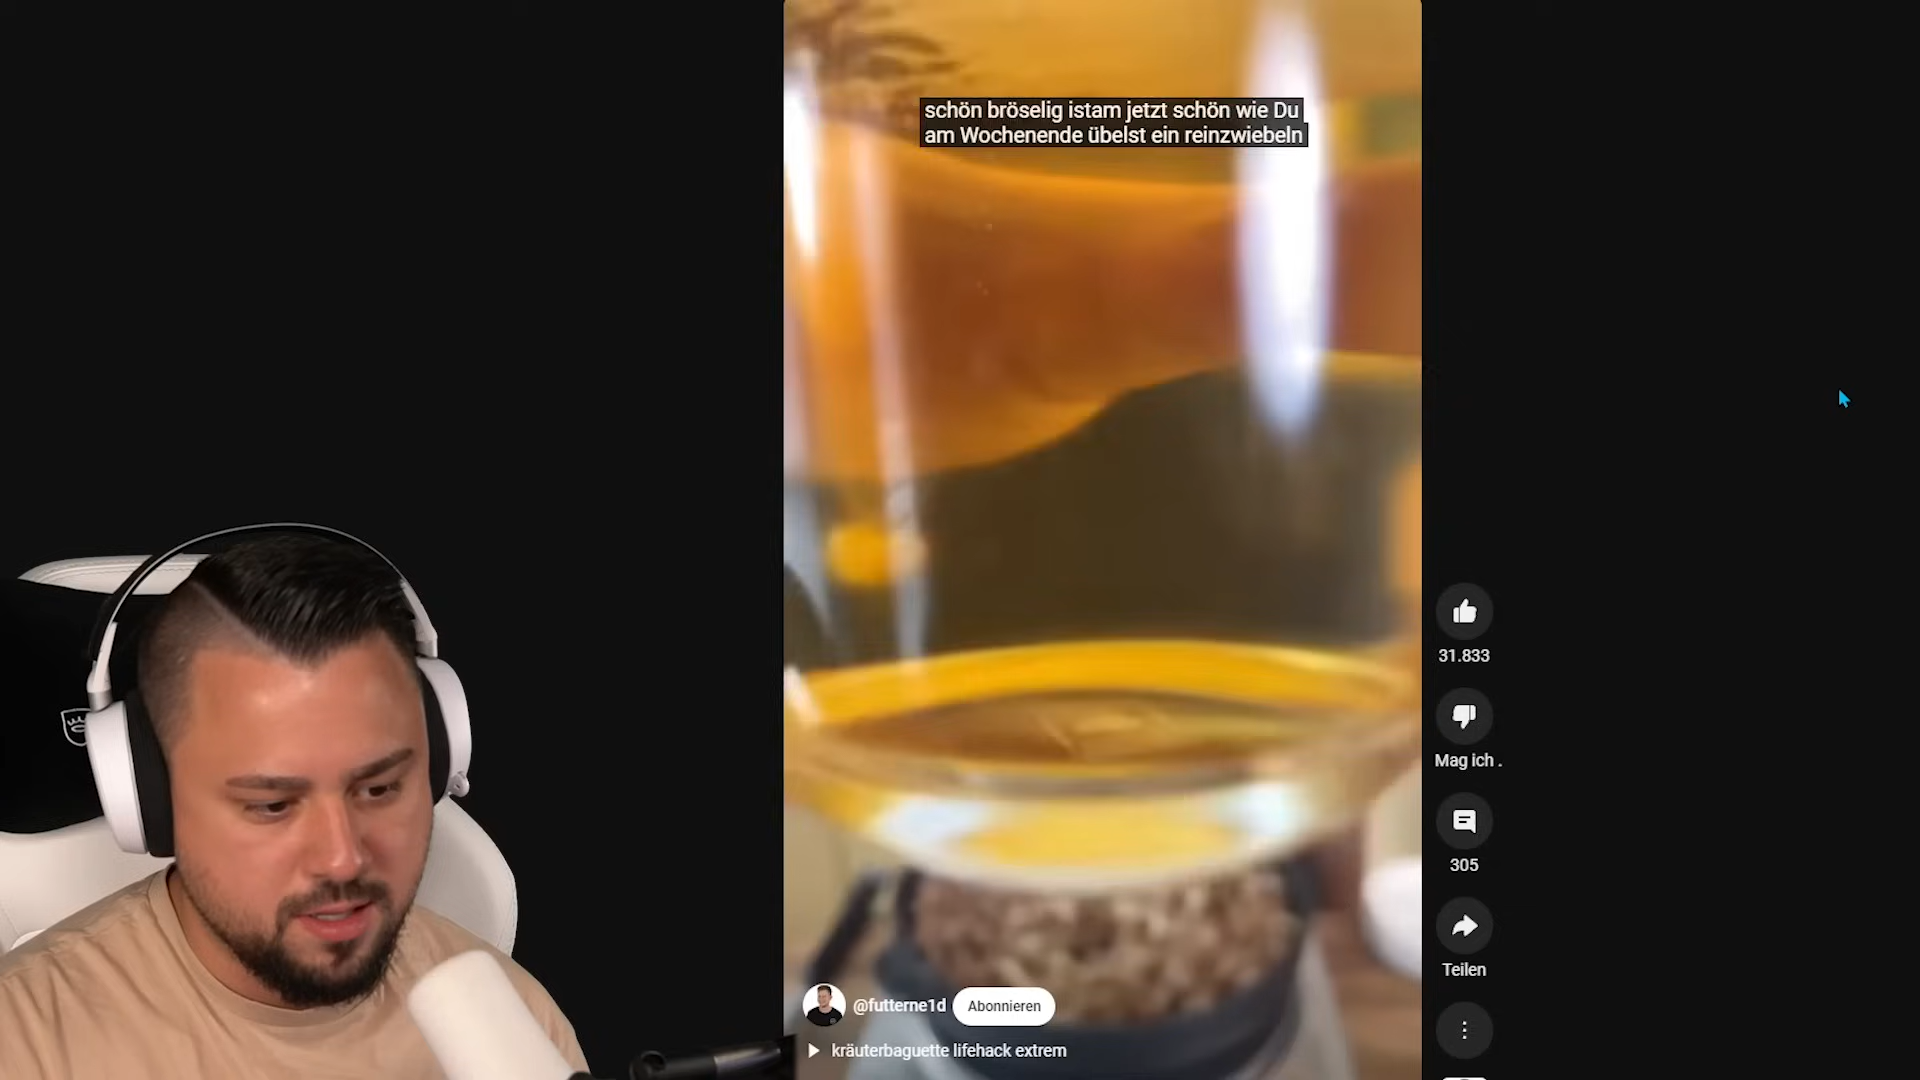 schön bröselig istam jetzt schön wie Du
am Wochenende übelst ein reinzwiebeln
31.833
Mag ich .
305
Teilen
@futterne1d
Abonnieren
kräuterbaguette lifehack extrem